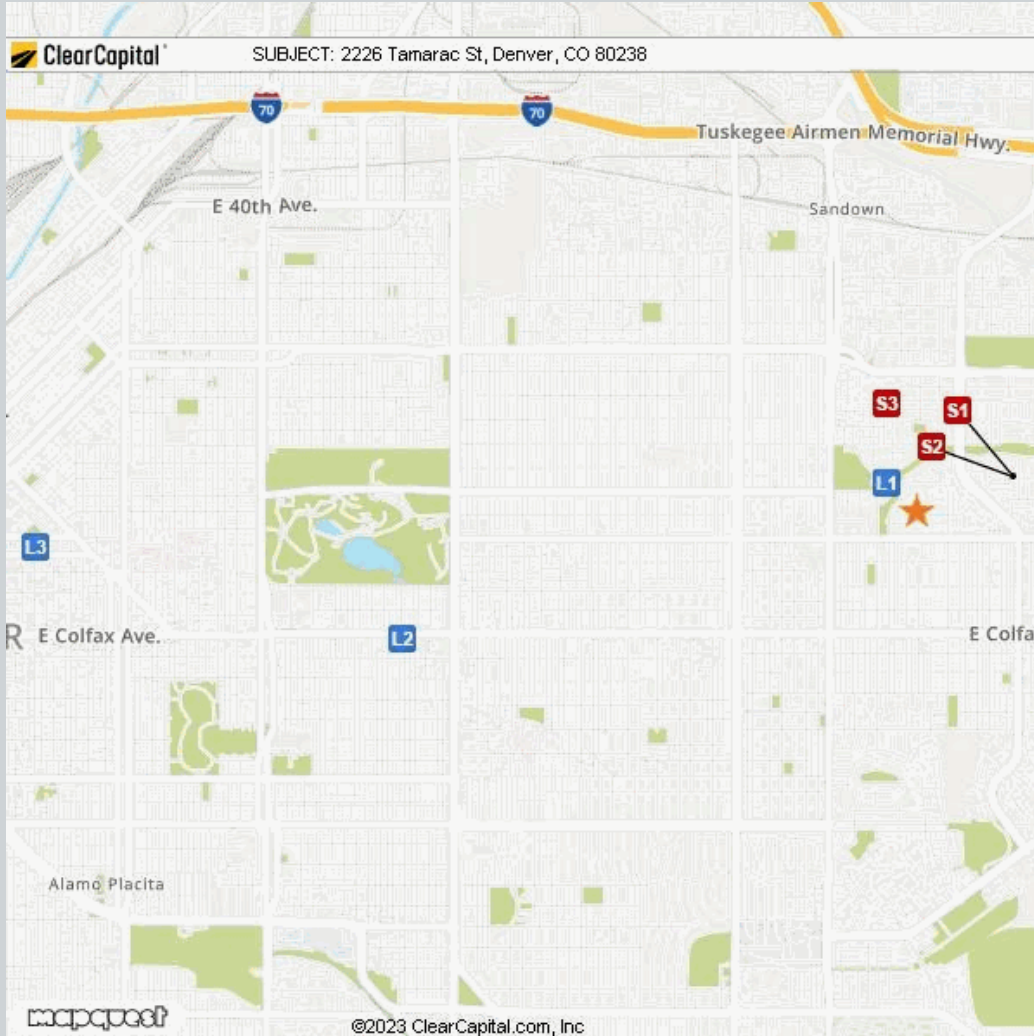 ClearCapital
SUBJECT: 2226 Tamarac St, Denver, CO 80238
70
70
Tuskegee Airmen Memorial Hwy.
E 40th Ave.
Sandown
S3
S1
S2
L1
L3
R
E Colfax Ave.
L2
E Colfa
Alamo Placita
mapquest
©2023 ClearCapital.com, Inc